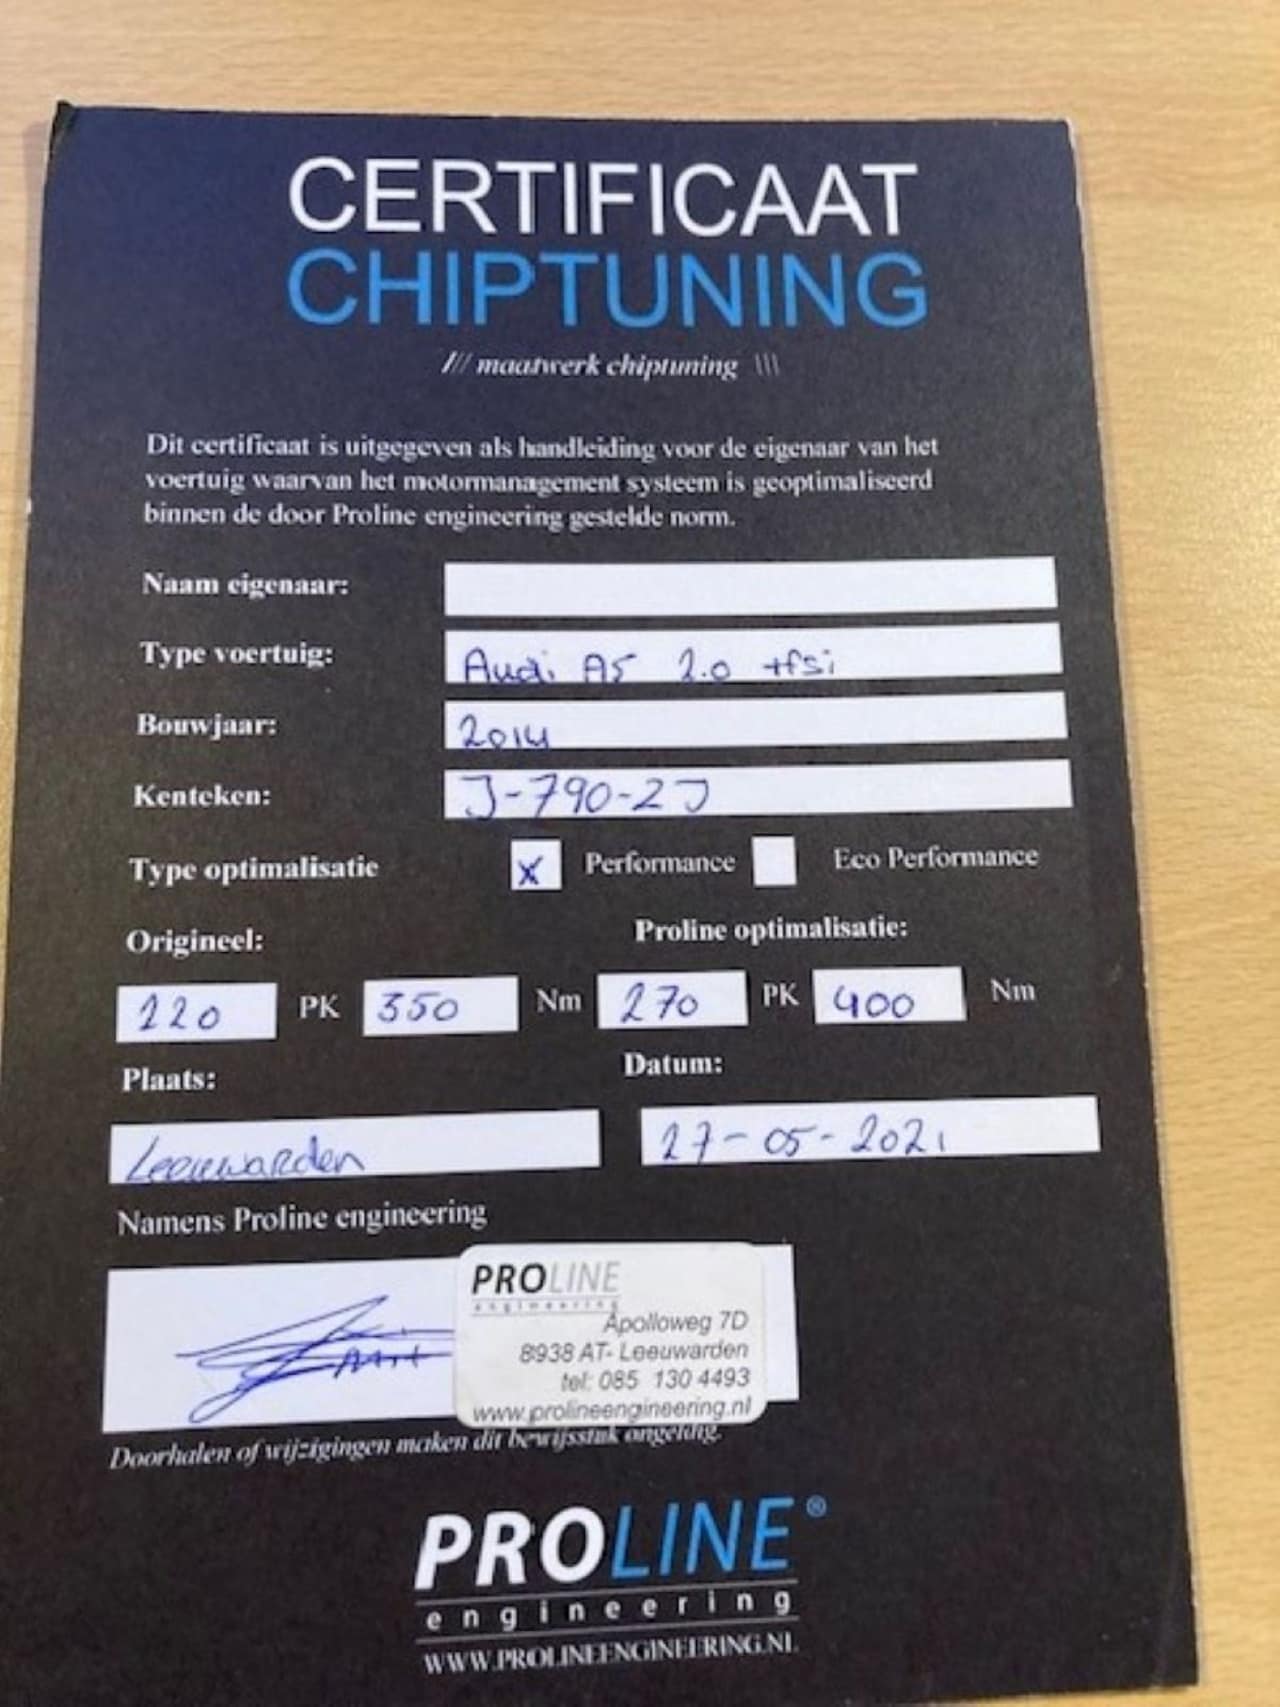 CERTIFICAAT
CHIPTUNING
/// maatwerk chiptuning \\\
Dit certificaat is uitgegeven als handleiding voor de eigenaar van het
voertuig waarvan het motormanagement systeem is geoptimaliseerd
binnen de door Proline engineering gestelde norm.
Naam eigenaar:
Type voertuig: Audi A5 2.0 tfsi
Bouwjaar: 2014
Kenteken: J-790-2J
Type optimalisatie x Performance Eco Performance
Origineel: Proline optimalisatie:
220 PK 350 Nm 270 PK 400 Nm
Plaats: Datum:
Leeuwarden 27-05-2021
Namens Proline engineering
PROLINE
engineering
Apolloweg 7D
8938 AT- Leeuwarden
tel: 085 130 4493
www.prolineengineering.nl
Doorhalen of wijzigingen maken dit bewijsstuk ongeldig.
PROLINE®
engineering
WWW.PROLINEENGINEERING.NL